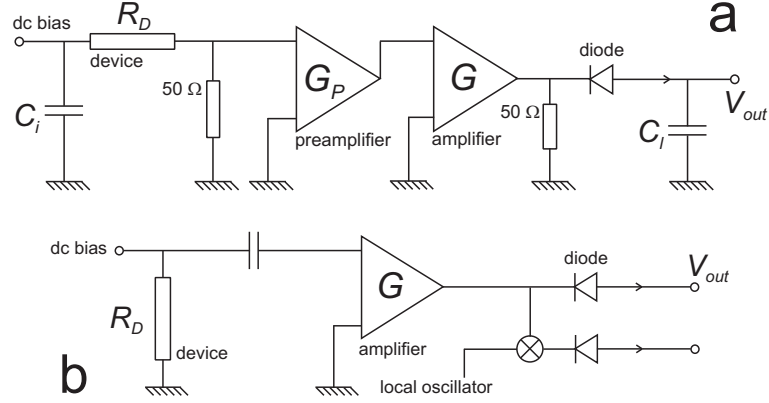 dc bias
R_D
a
diode
device
50 Ω
G_P
G
C_i
50 Ω
V_out
C_l
preamplifier
amplifier
dc bias
diode
V_out
G
R_D
device
amplifier
b
local oscillator